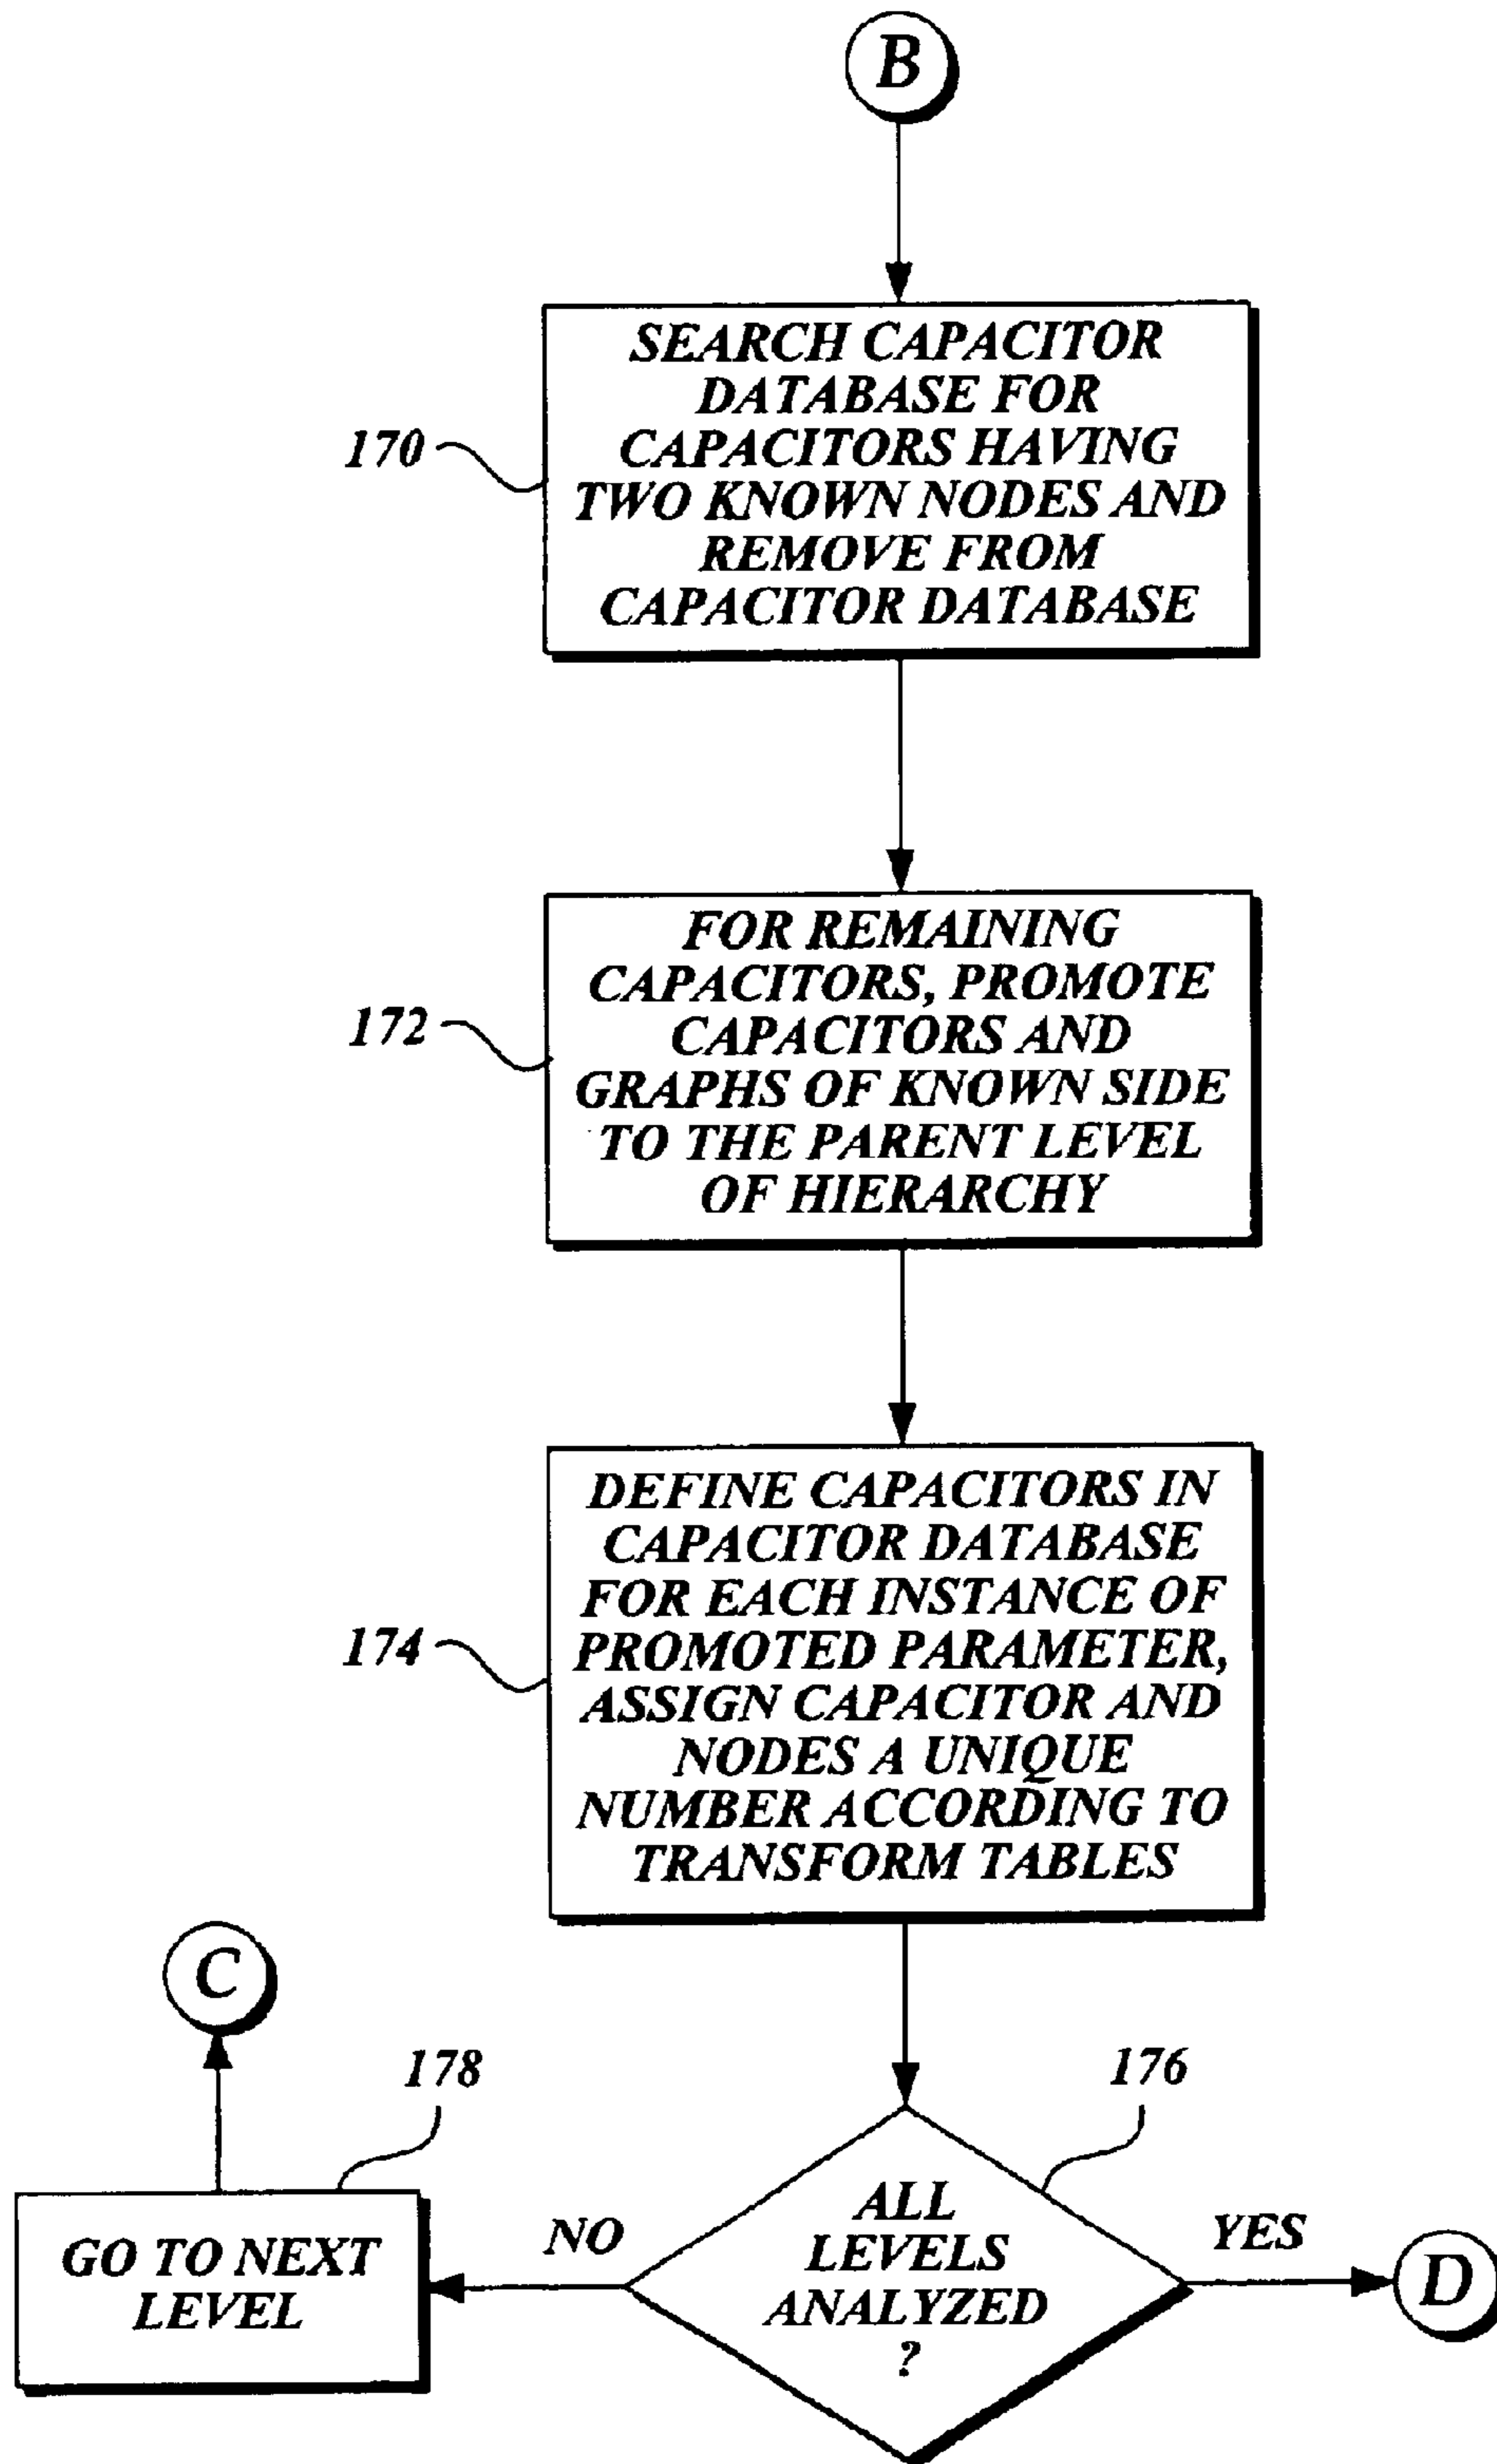 B
170
SEARCH CAPACITOR
DATABASE FOR
CAPACITORS HAVING
TWO KNOWN NODES AND
REMOVE FROM
CAPACITOR DATABASE
172
FOR REMAINING
CAPACITORS, PROMOTE
CAPACITORS AND
GRAPHS OF KNOWN SIDE
TO THE PARENT LEVEL
OF HIERARCHY
174
DEFINE CAPACITORS IN
CAPACITOR DATABASE
FOR EACH INSTANCE OF
PROMOTED PARAMETER,
ASSIGN CAPACITOR AND
NODES A UNIQUE
NUMBER ACCORDING TO
TRANSFORM TABLES
C
178
176
GO TO NEXT
LEVEL
NO
ALL
LEVELS
ANALYZED
?
YES
D